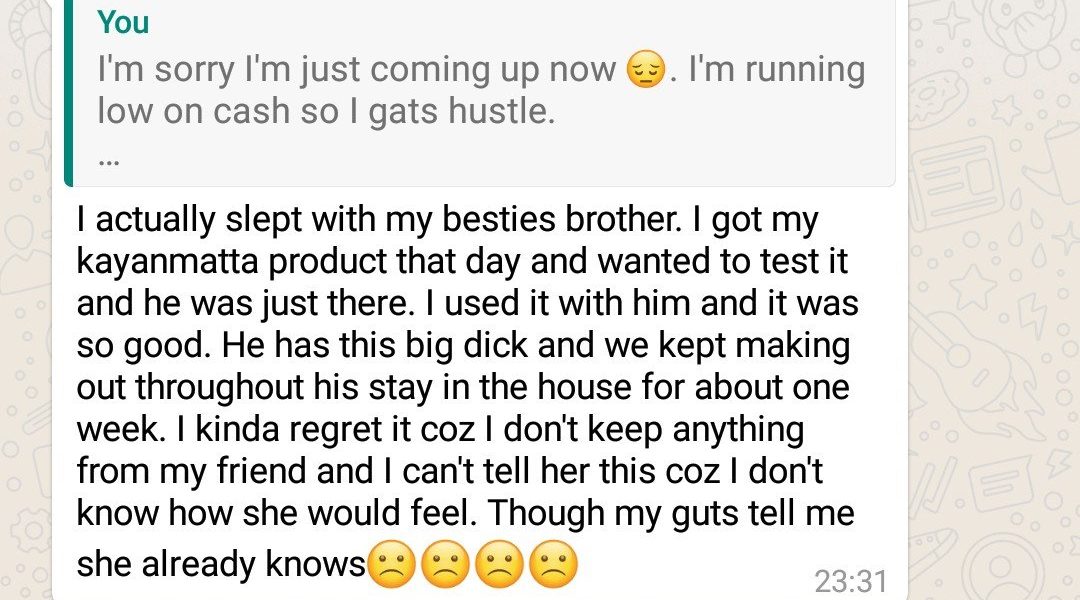 You
I'm sorry I'm just coming up now 😔. I'm running
low on cash so I gats hustle.
...
I actually slept with my besties brother. I got my
kayanmatta product that day and wanted to test it
and he was just there. I used it with him and it was
so good. He has this big dick and we kept making
out throughout his stay in the house for about one
week. I kinda regret it coz I don't keep anything
from my friend and I can't tell her this coz I don't
know how she would feel. Though my guts tell me
she already knows🙁🙁🙁🙁
23:31